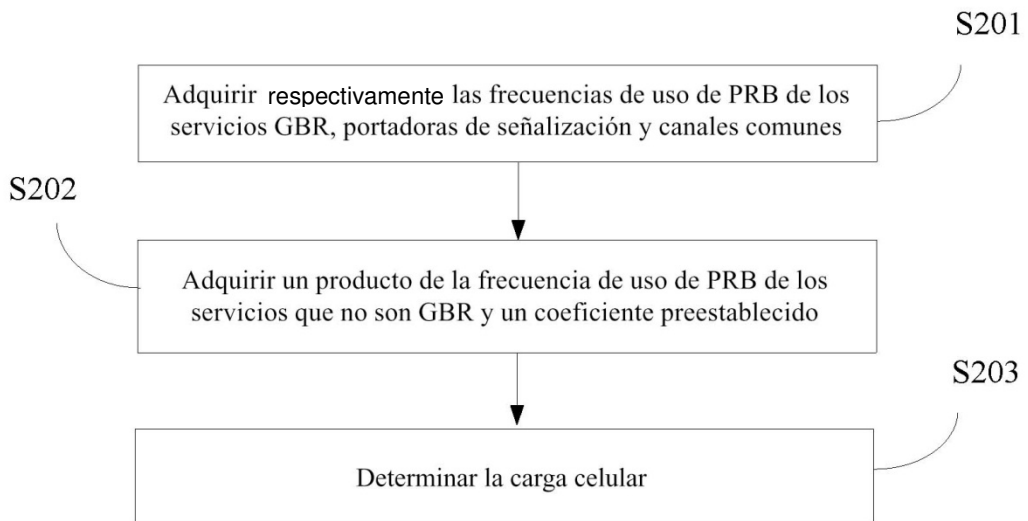 S201
Adquirir respectivamente las frecuencias de uso de PRB de los
servicios GBR, portadoras de señalización y canales comunes
S202
Adquirir un producto de la frecuencia de uso de PRB de los
servicios que no son GBR y un coeficiente preestablecido
S203
Determinar la carga celular